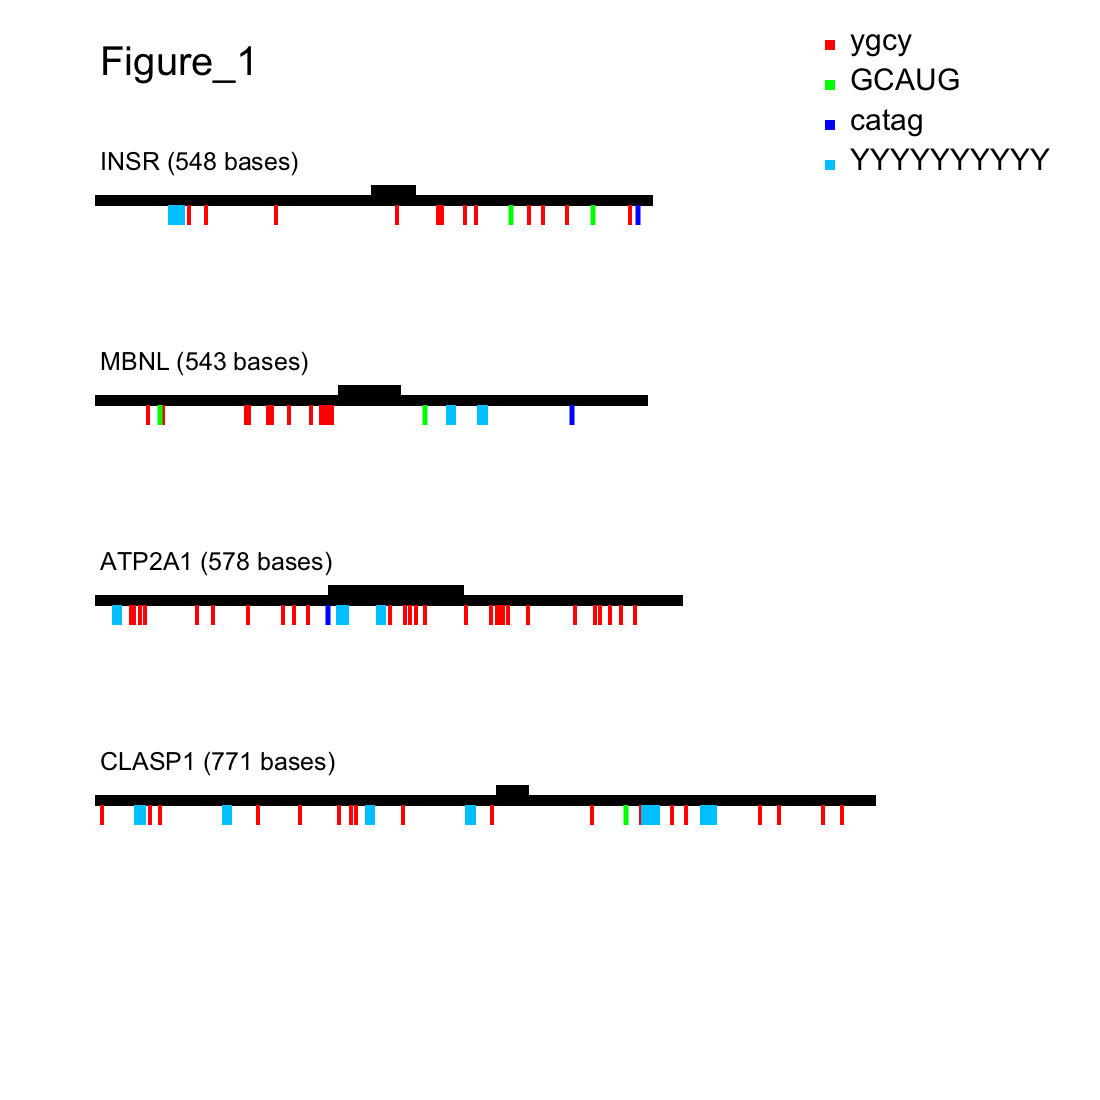 Figure_1
ygcy
GCAUG
catag
YYYYYYYYYY
INSR (548 bases)
MBNL (543 bases)
ATP2A1 (578 bases)
CLASP1 (771 bases)